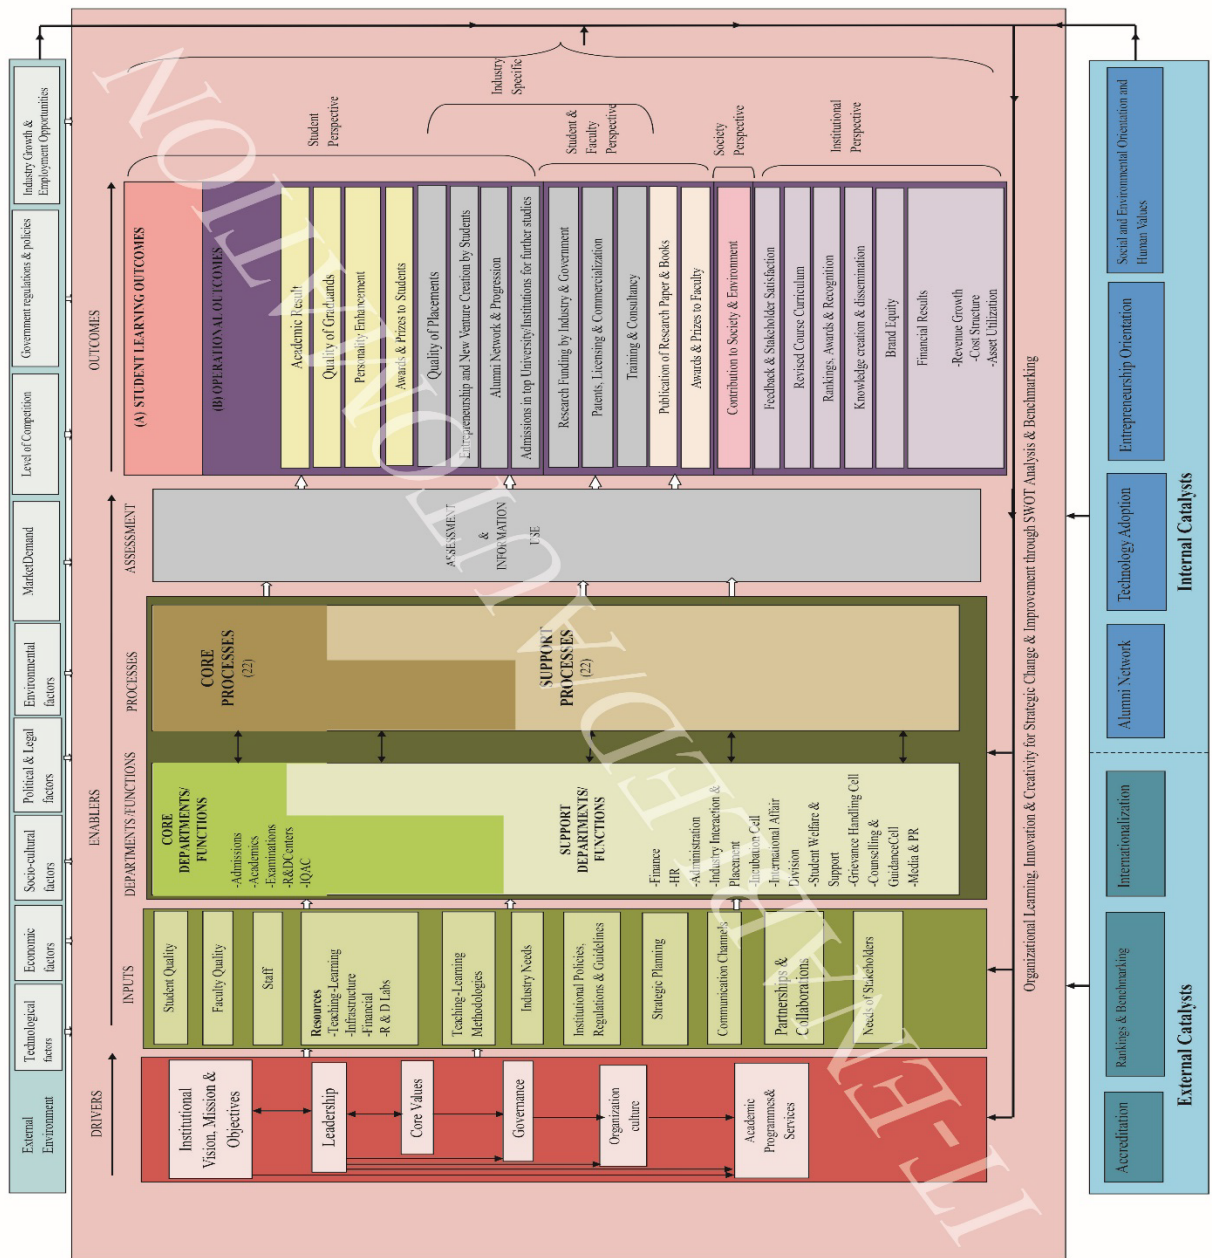 External
Environment
Technological
factors
Economic
factors
Socio-cultural
factors
Political & Legal
factors
Environmental
factors
MarketDemand
Level of Competition
Government regulations & policies
Industry Growth &
Employment Opportunities
DRIVERS
ENABLERS
INPUTS
DEPARTMENTS/FUNCTIONS
PROCESSES
ASSESSMENT
OUTCOMES
Institutional
Vision, Mission &
Objectives
Leadership
Core Values
Governance
Organization
culture
Academic
Programmes&
Services
Student Quality
Faculty Quality
Staff
Resources
-Teaching-Learning
-Infrastructure
-Financial
-R & D Labs
Teaching-Learning
Methodologies
Industry Needs
Institutional Policies,
Regulations & Guidelines
Strategic Planning
Communication Channels
Partnerships &
Collaborations
Needs of Stakeholders
CORE
DEPARTMENTS/
FUNCTIONS
-Admissions
-Academics
-Examinations
-R&DCenters
-IQAC
SUPPORT
DEPARTMENTS/
FUNCTIONS
-Finance
-HR
-Administration
-Industry Interaction &
Placement
-Incubation Cell
-International Affair
Division
-Student Welfare &
Support
-Grievance Handling Cell
-Counselling &
GuidanceCell
-Media & PR
CORE
PROCESSES
(22)
SUPPORT
PROCESSES
(22)
ASSESSMENT
&
INFORMATION
USE
(A) STUDENT LEARNING OUTCOMES
(B) OPERATIONAL OUTCOMES
Academic Result
Quality of Graduands
Personality Enhancement
Awards & Prizes to Students
Quality of Placements
Entrepreneurship and New Venture Creation by Students
Alumni Network & Progression
Admissions in top University/Institutions for further studies
Research Funding by Industry & Government
Patents, Licensing & Commercialization
Training & Consultancy
Publication of Research Paper & Books
Awards & Prizes to Faculty
Contribution to Society & Environment
Feedback & Stakeholder Satisfaction
Revised Course Curriculum
Rankings, Awards & Recognition
Knowledge creation & dissemination
Brand Equity
Financial Results
-Revenue Growth
-Cost Structure
-Asset Utilization
Student
Perspective
Industry
Specific
Student &
Faculty
Perspective
Society
Perspective
Institutional
Perspective
Organizational Learning, Innovation & Creativity for Strategic Change & Improvement through SWOT Analysis & Benchmarking
Accreditation
Rankings & Benchmarking
Internationalization
External Catalysts
Alumni Network
Technology Adoption
Entrepreneurship Orientation
Social and Environmental Orientation and
Human Values
Internal Catalysts
IT-ENABLED/AUTOMATION